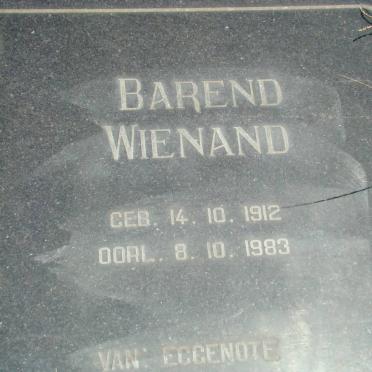 BAREND
WIENAND
GEB. 14. 10. 1912
OORL. 8. 10. 1983
VAN EGGENOTE